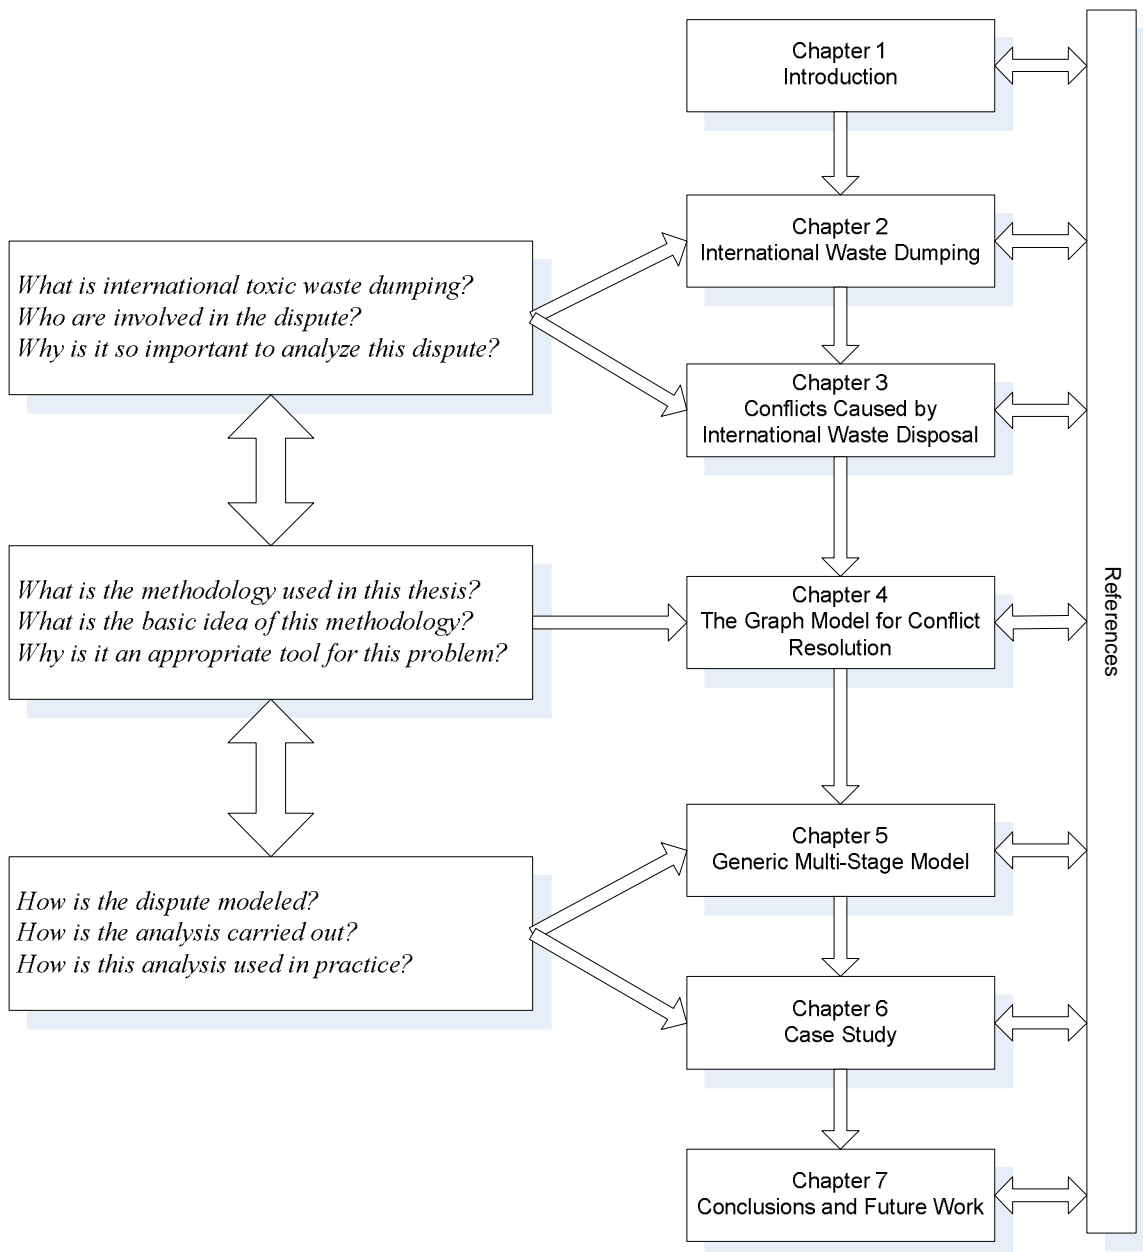 Chapter 1
Introduction
Chapter 2
International Waste Dumping
What is international toxic waste dumping?
Who are involved in the dispute?
Why is it so important to analyze this dispute?
Chapter 3
Conflicts Caused by
International Waste Disposal
What is the methodology used in this thesis?
What is the basic idea of this methodology?
Why is it an appropriate tool for this problem?
Chapter 4
The Graph Model for Conflict
Resolution
References
Chapter 5
Generic Multi-Stage Model
How is the dispute modeled?
How is the analysis carried out?
How is this analysis used in practice?
Chapter 6
Case Study
Chapter 7
Conclusions and Future Work